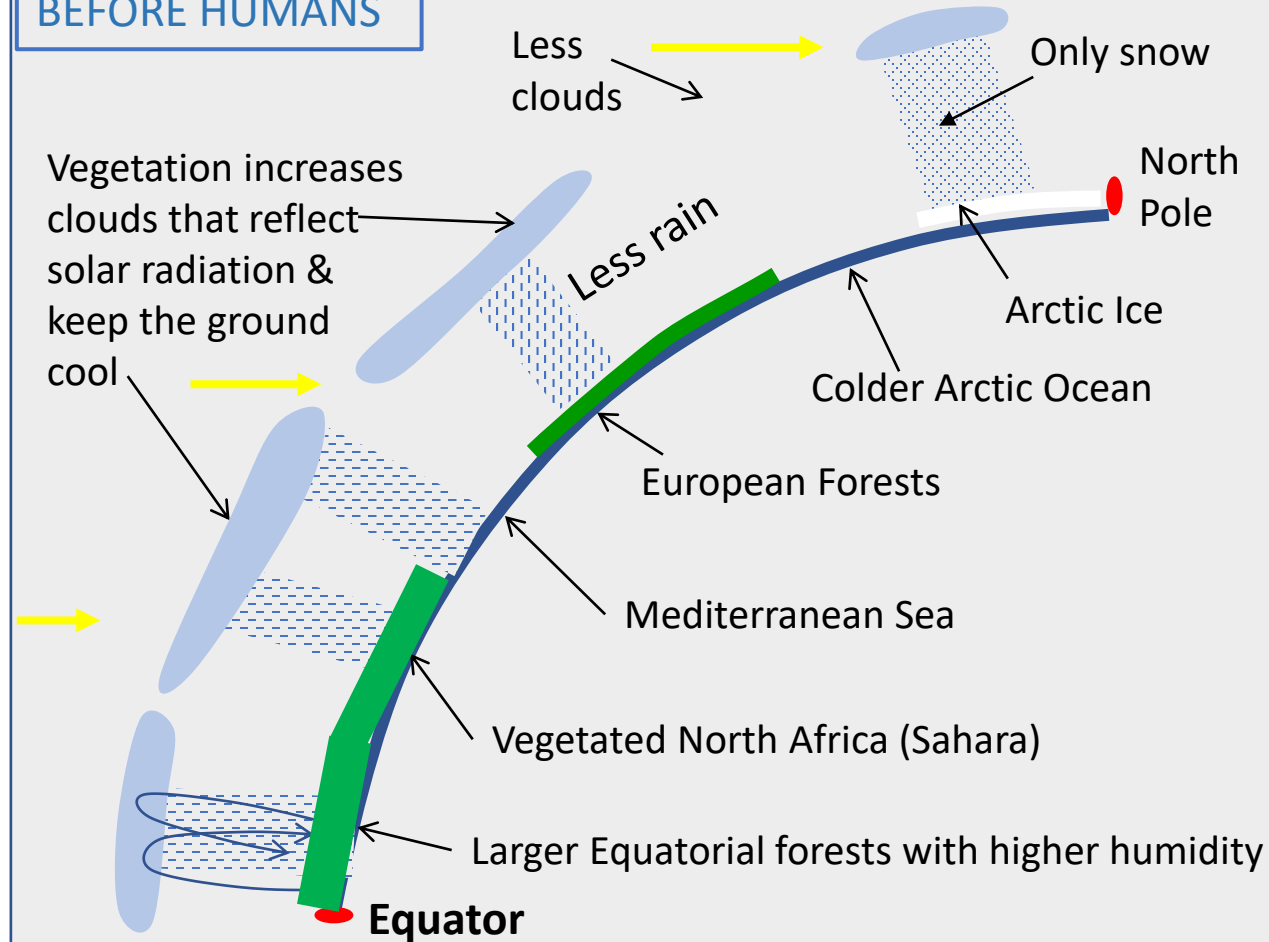 BEFORE HUMANS
Less
clouds
Only snow
North
Pole
Vegetation increases
clouds that reflect
solar radiation &
keep the ground
cool
Less rain
Arctic Ice
Colder Arctic Ocean
European Forests
Mediterranean Sea
Vegetated North Africa (Sahara)
Larger Equatorial forests with higher humidity
Equator